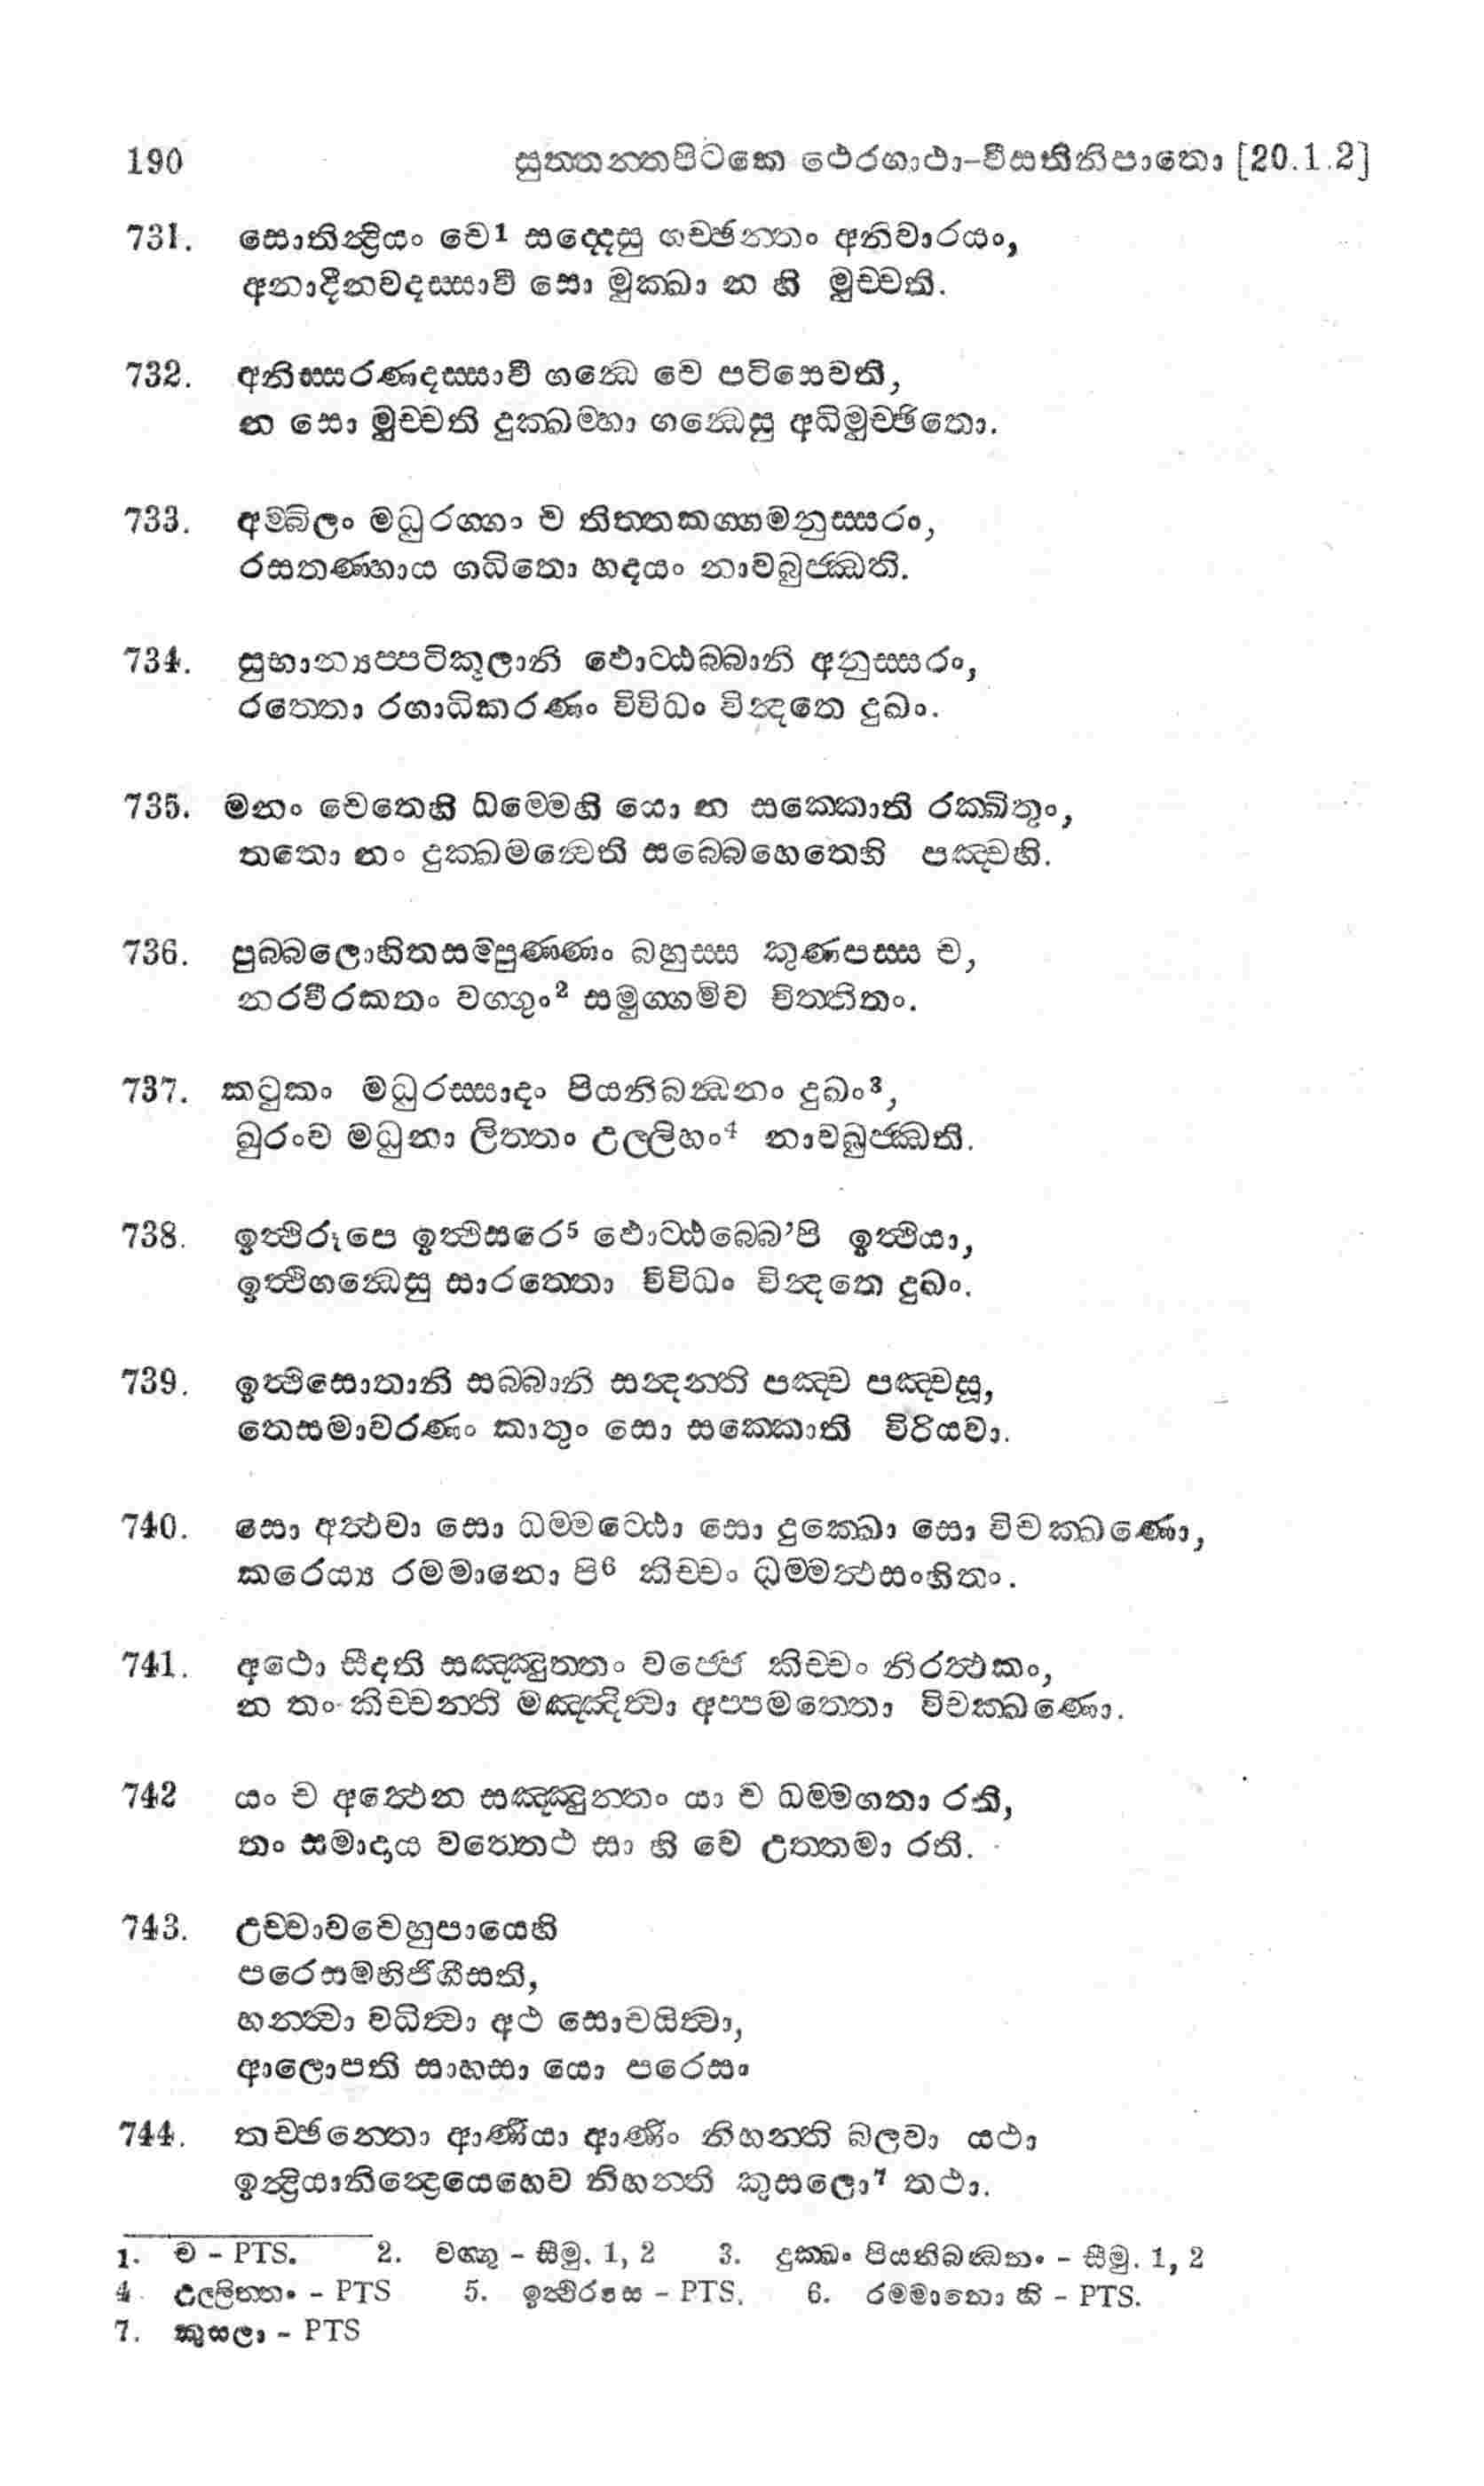 190 සුත්තන්තපිටකෙ ථෙරගාථා-වීසතිනිපාතො [20.1.2]
731. සොතින්ද්‍රියං චෙ1 සද්දෙසු ගච්ඡන්තං අනිවාරයං,
අනාදීනවදස්සාවී සො මුක්ඛා න හි මුච්චති.
732. අනිස්සරණදස්සාවී ගන්ධෙ චෙ පටිසෙවති,
න සො මුච්චති දුක්ඛම්හා ගන්ධෙසු අධිමුච්ඡිතො.
733. අම්බිලං මධුරග්ගා ච තිත්තකග්ගමනුස්සරං,
රසතණ්හාය ගධිතො හදයං නාවබුජ්ඣති.
734. සුභාන්‍යප්පටිකූලානි ඵොට්ඨබ්බානි අනුස්සරං,
රත්තො රගාධිකරණං විවිධං වින්දතෙ දුඛං.
735. මනං චෙතෙහි ධම්මෙහි යො න සක්කොති රක්ඛිතුං,
තතො නං දුක්ඛමන්වෙති සබ්බෙහෙතෙහි පඤ්චහි.
736. පුබ්බලොහිතසම්පුණ්ණං බහුස්ස කුණපස්ස ච,
නරවීරකතං වග්ගුං2 සමුග්ගමිව චිත්තිතං.
737. කටුකං මධුරස්සාදං පියනිබන්ධනං දුඛං3,
ඛුරංව මධුනා ලිත්තං උල්ලිහං4 නාවබුජ්ඣති.
738. ඉත්ථිරූපෙ ඉත්ථිසරෙ5 ඵොට්ඨබ්බෙ’පි ඉත්ථියා,
ඉත්ථිගන්ධෙසු සාරත්තො විවිධං වින්දතෙ දුඛං.
739. ඉත්ථිසොතානි සබ්බානි සන්දන්ති පඤ්ච පඤ්චසූ,
තෙසමාවරණං කාතුං සො සක්කොති විරියවා.
740. සො අත්ථවා සො ධම්මට්ඨො සො දුක්ඛො සො විචක්ඛණො,
කරෙය්‍ය රමමානො පි6 කිච්චං ධම්මත්ථසංහිතං.
741. අථො සීදති සඤ්ඤුත්තං වජ්ජෙ කිච්චං නිරත්ථකං,
න තං කිච්චන්ති මඤ්ඤිත්වා අප්පමත්තො විචක්ඛණො.
742 යං ච අත්ථෙන සඤ්ඤුත්තං යා ච ධම්මගතා රති,
තං සමාදාය වත්තෙථ සා හි වෙ උත්තමා රති.
743. උච්චාවචෙහුපායෙහි
පරෙසමභිජිගීසති,
හන්ත්වා වධිත්වා අථ සොචයිත්වා,
ආලොපති සාහසා යො පරෙසං
744. තච්ඡන්තො ආණියා ආණිං නිහන්ති බලවා යථා
ඉන්ද්‍රියානින්ද්‍රියෙහෙව නිහන්ති කුසලො7 තථා.
1. ච - PTS. 2. වග්ගු - සීමු. 1, 2 3. දුක්ඛං පියනිබන්ධනං - සීමු. 1, 2
4. උල්ලිත්තං - PTS 5. ඉත්ථිරසෙ - PTS. 6. රමමානො හි - PTS.
7. කුසලා - PTS